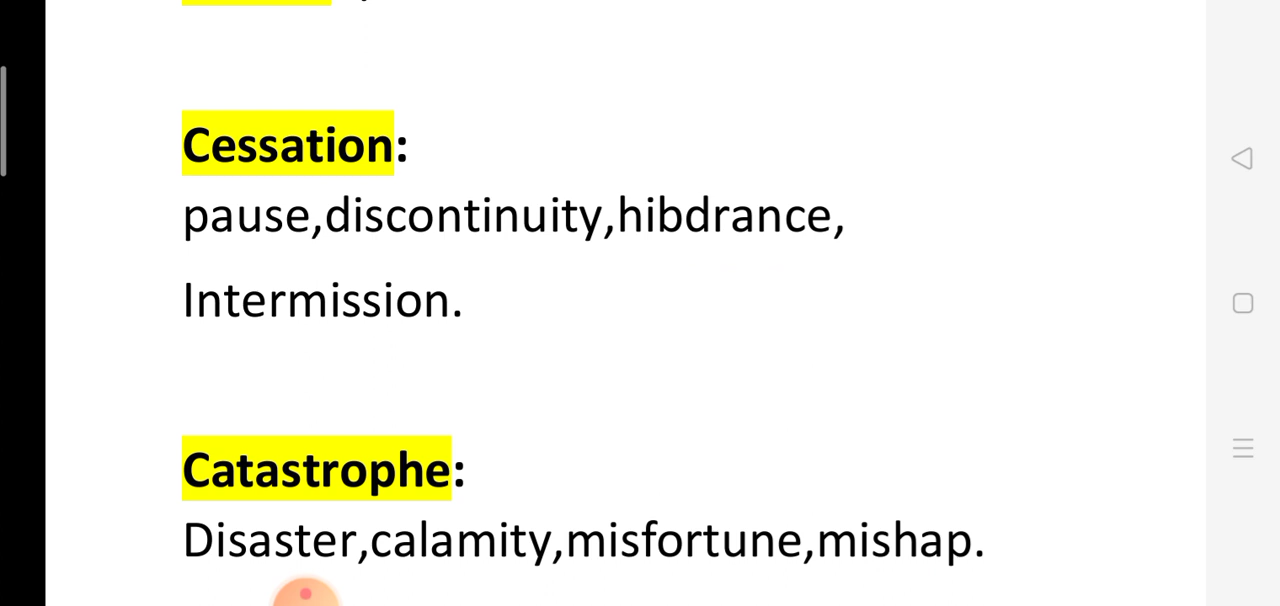 Cessation:
pause,discontinuity,hibdrance,
Intermission.
Catastrophe:
Disaster,calamity,misfortune,mishap.